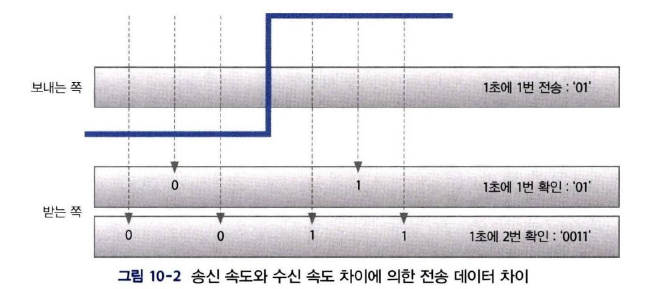 보내는 쪽
1초에 1번 전송 : '01'
받는 쪽
0 1 1초에 1번 확인 : '01'
0 0 1 1 1초에 2번 확인 : '0011'
그림 10-2 송신 속도와 수신 속도 차이에 의한 전송 데이터 차이